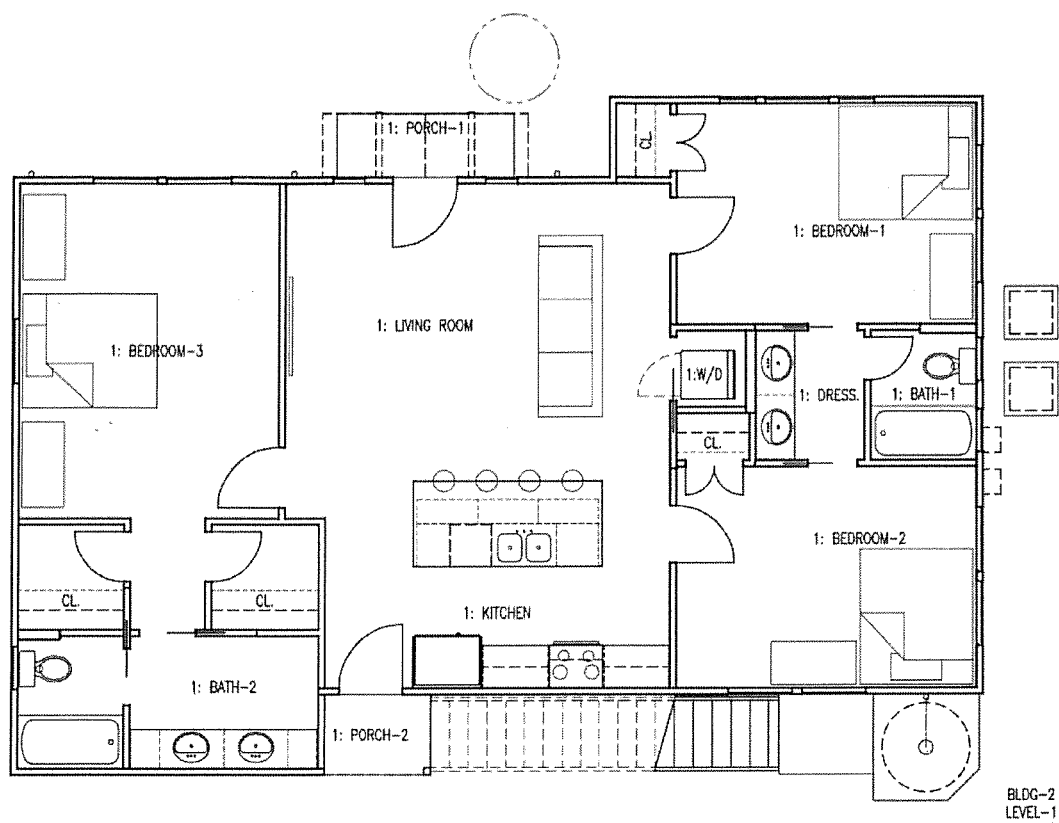 1: PORCH-1
CL.
1: BEDROOM-1
1: LIVING ROOM
1: BEDROOM-3
1:W/D
1: DRESS.
1: BATH-1
CL.
1: BEDROOM-2
CL.
CL.
1: KITCHEN
1: BATH-2
1: PORCH-2
BLDG-2
LEVEL-1